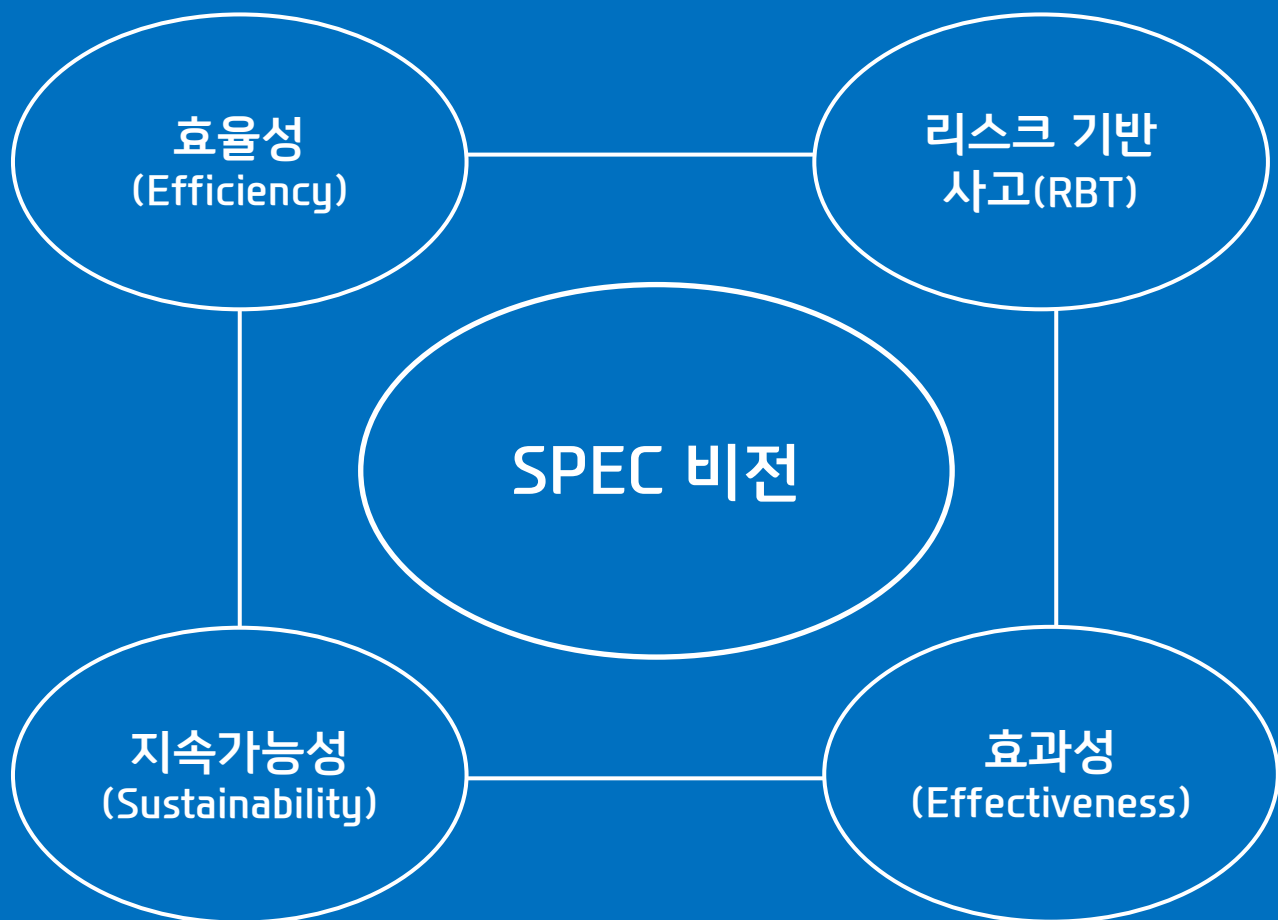 효율성
(Efficiency)
리스크 기반
사고(RBT)
SPEC 비전
지속가능성
(Sustainability)
효과성
(Effectiveness)